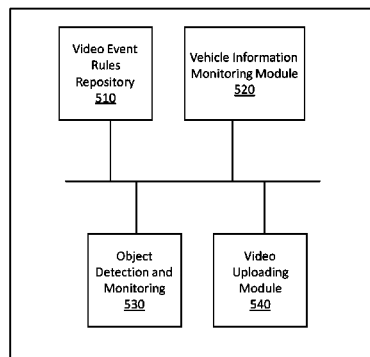 Video Event
Rules
Repository
510
Vehicle Information
Monitoring Module
520
Object
Detection and
Monitoring
530
Video
Uploading
Module
540